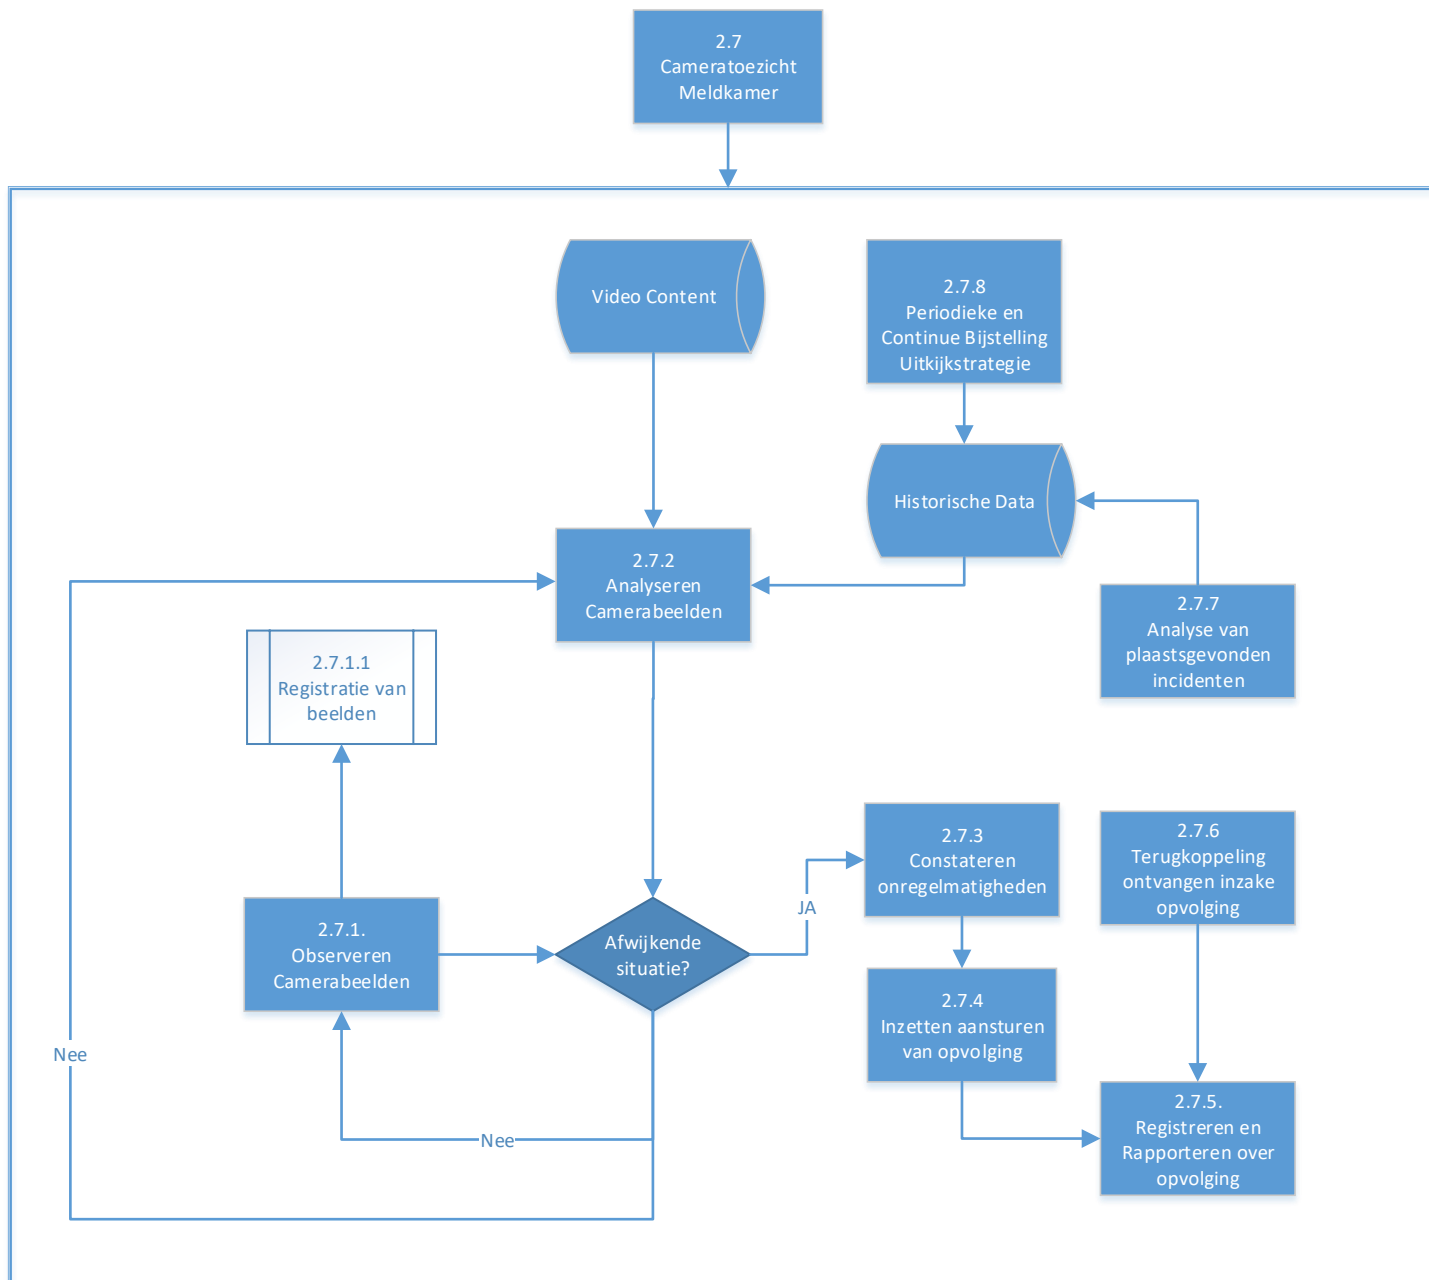 2.7
Cameratoezicht
Meldkamer
Video Content
2.7.8
Periodieke en
Continue Bijstelling
Uitkijkstrategie
Historische Data
2.7.2
Analyseren
Camerabeelden
2.7.7
Analyse van
plaastsgevonden
incidenten
2.7.1.1
Registratie van
beelden
2.7.3
Constateren
onregelmatigheden
2.7.6
Terugkoppeling
ontvangen inzake
opvolging
JA
2.7.1.
Observeren
Camerabeelden
Afwijkende
situatie?
2.7.4
Inzetten aansturen
van opvolging
Nee
Nee
2.7.5.
Registreren en
Rapporteren over
opvolging